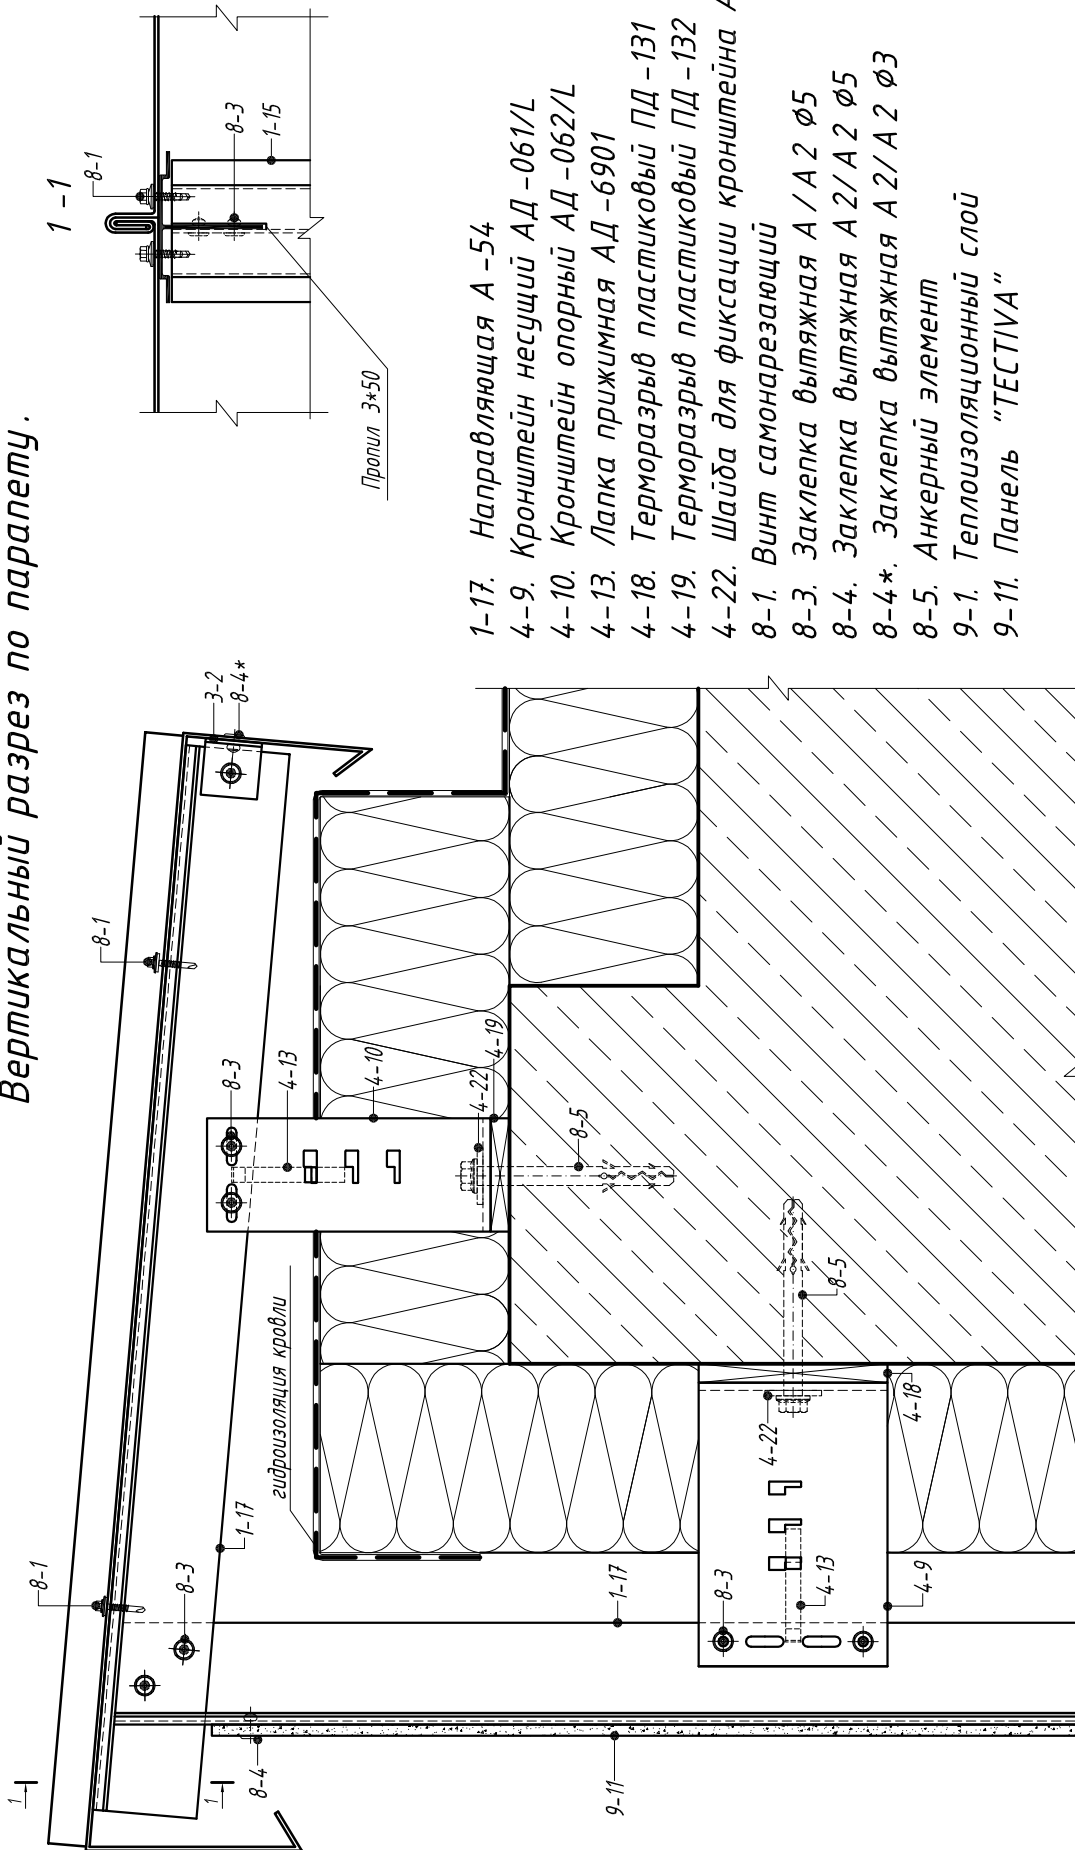 Вертикальный разрез по парапету.
1-1
8-1
8-3
1-15
Пропил 3*50
1-17. Направляющая А-54
4-9. Кронштейн несущий АД-061/L
4-10. Кронштейн опорный АД-062/L
4-13. Лапка прижимная АД-6901
4-18. Терморазрыв пластиковый ПД-131
4-19. Терморазрыв пластиковый ПД-132
4-22. Шайба для фиксации кронштейна
8-1. Винт самонарезающий
8-3. Заклепка вытяжная А/А2 Ø5
8-4. Заклепка вытяжная А2/А2 Ø5
8-4*. Заклепка вытяжная А2/А2 Ø3
8-5. Анкерный элемент
9-1. Теплоизоляционный слой
9-11. Панель "TECTIVA"
1
1
8-1
8-3
1-17
8-1
3-2
8-4*
8-3
4-13
4-10
4-22
4-19
8-5
гидроизоляция кровли
8-4
9-11
1-17
8-3
4-13
4-9
4-22
4-18
8-5